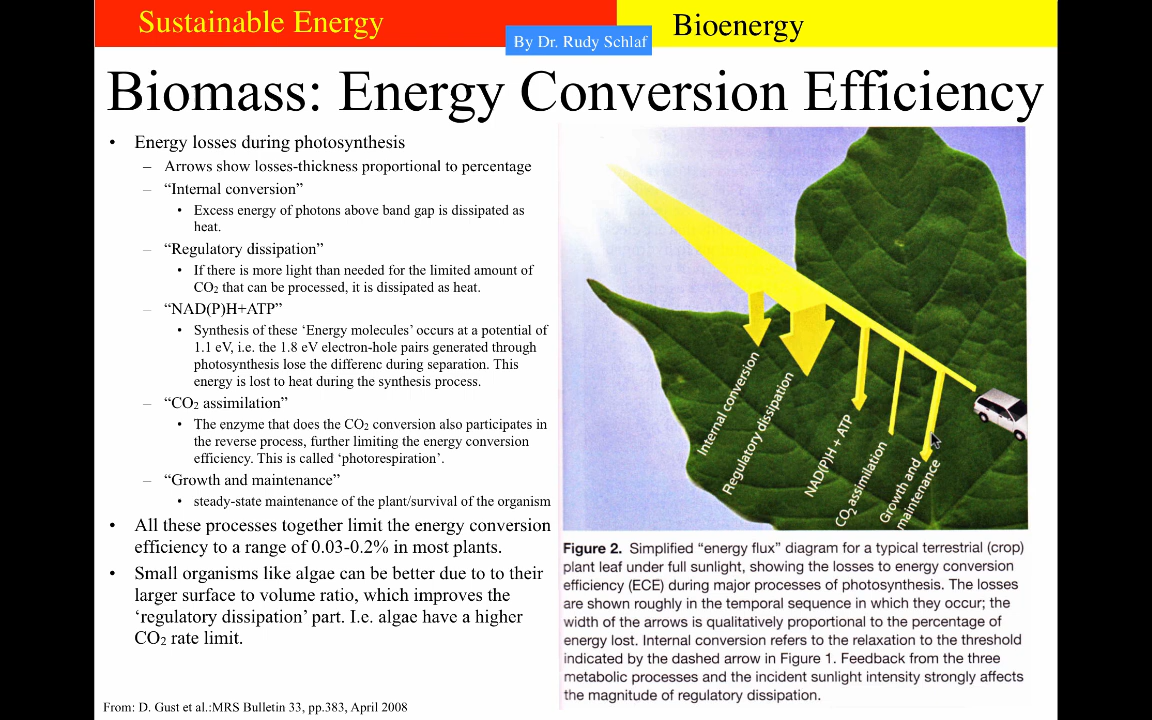 Sustainable Energy
By Dr. Rudy Schlaf
Bioenergy
Biomass: Energy Conversion Efficiency
• Energy losses during photosynthesis
– Arrows show losses-thickness proportional to percentage
– “Internal conversion”
• Excess energy of photons above band gap is dissipated as
heat.
– “Regulatory dissipation”
• If there is more light than needed for the limited amount of
CO2 that can be processed, it is dissipated as heat.
– “NAD(P)H+ATP”
• Synthesis of these ‘Energy molecules’ occurs at a potential of
1.1 eV, i.e. the 1.8 eV electron-hole pairs generated through
photosynthesis lose the differenc during separation. This
energy is lost to heat during the synthesis process.
– “CO2 assimilation”
• The enzyme that does the CO2 conversion also participates in
the reverse process, further limiting the energy conversion
efficiency. This is called ‘photorespiration’.
– “Growth and maintenance”
• steady-state maintenance of the plant/survival of the organism
• All these processes together limit the energy conversion
efficiency to a range of 0.03-0.2% in most plants.
• Small organisms like algae can be better due to to their
larger surface to volume ratio, which improves the
‘regulatory dissipation’ part. I.e. algae have a higher
CO2 rate limit.
From: D. Gust et al.:MRS Bulletin 33, pp.383, April 2008
Internal conversion
Regulatory dissipation
NAD(P)H + ATP
CO2 assimilation
Growth and
maintenance
Figure 2. Simplified “energy flux” diagram for a typical terrestrial (crop)
plant leaf under full sunlight, showing the losses to energy conversion
efficiency (ECE) during major processes of photosynthesis. The losses
are shown roughly in the temporal sequence in which they occur; the
width of the arrows is qualitatively proportional to the percentage of
energy lost. Internal conversion refers to the relaxation to the threshold
indicated by the dashed arrow in Figure 1. Feedback from the three
metabolic processes and the incident sunlight intensity strongly affects
the magnitude of regulatory dissipation.